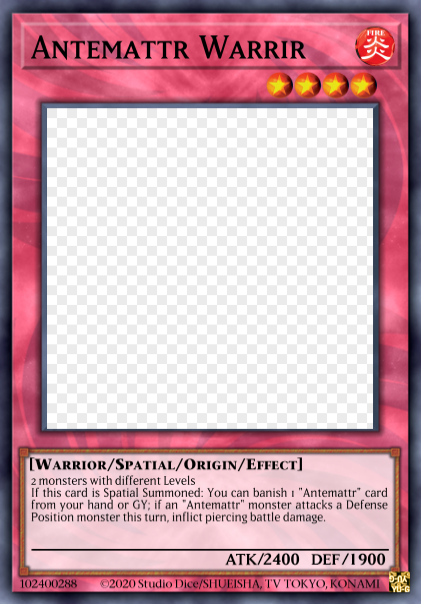 Antemattr Warrir
FIRE
炎
[Warrior/Spatial/Origin/Effect]
2 monsters with different Levels
If this card is Spatial Summoned: You can banish 1 "Antemattr" card
from your hand or GY; if an "Antemattr" monster attacks a Defense
Position monster this turn, inflict piercing battle damage.
ATK/2400 DEF/1900
102400288 ©2020 Studio Dice/SHUEISHA, TV TOKYO, KONAMI